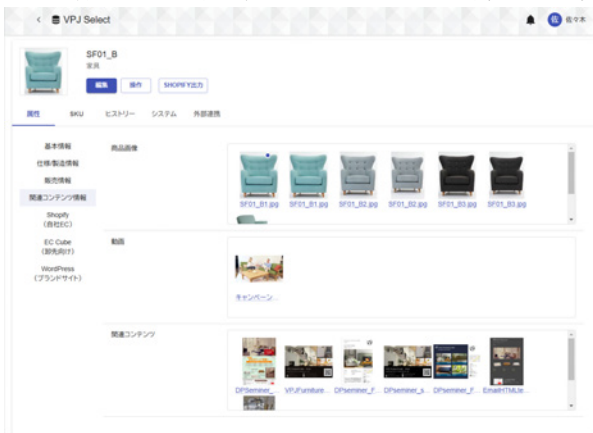 VPJ Select
佐 佐々木
SF01_B
家具
編集 操作 SHOPIFY出力
属性 SKU ヒストリー システム 外部連携
基本情報
仕様/製造情報
販売情報
関連コンテンツ情報
Shopify
(自社EC)
EC Cube
(卸先向け)
WordPress
(ブランドサイト)
商品画像
SF01_B1.jpg SF01_B1.jpg SF01_B2.jpg SF01_B2.jpg SF01_B3.jpg SF01_B3.jpg
動画
キャンペーン...
関連コンテンツ
DPSeminer_... VPJFurniture... DPseminer_F... DPseminer_s... DPseminer_F... EmailHTMLte...